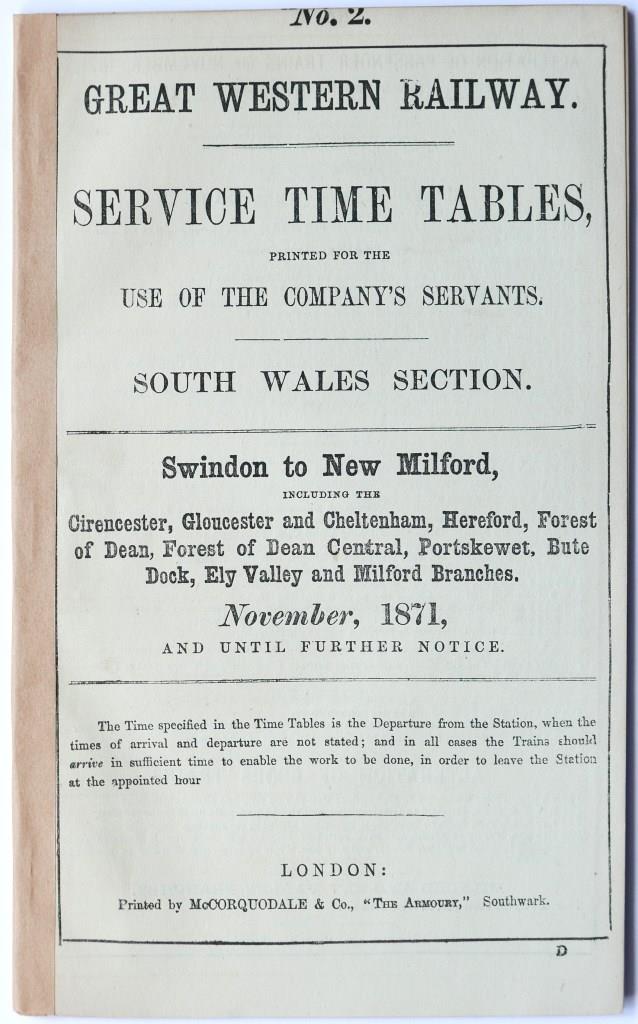 No. 2.
GREAT WESTERN RAILWAY.
SERVICE TIME TABLES,
PRINTED FOR THE
USE OF THE COMPANY'S SERVANTS.
SOUTH WALES SECTION.
Swindon to New Milford,
INCLUDING THE
Cirencester, Gloucester and Cheltenham, Hereford, Forest
of Dean, Forest of Dean Central, Portskewet, Bute
Dock, Ely Valley and Milford Branches.
November, 1871,
AND UNTIL FURTHER NOTICE.
The Time specified in the Time Tables is the Departure from the Station, when the
times of arrival and departure are not stated; and in all cases the Trains should
arrive in sufficient time to enable the work to be done, in order to leave the Station
at the appointed hour
LONDON:
Printed by McCORQUODALE & Co., "THE ARMOURY," Southwark.
D